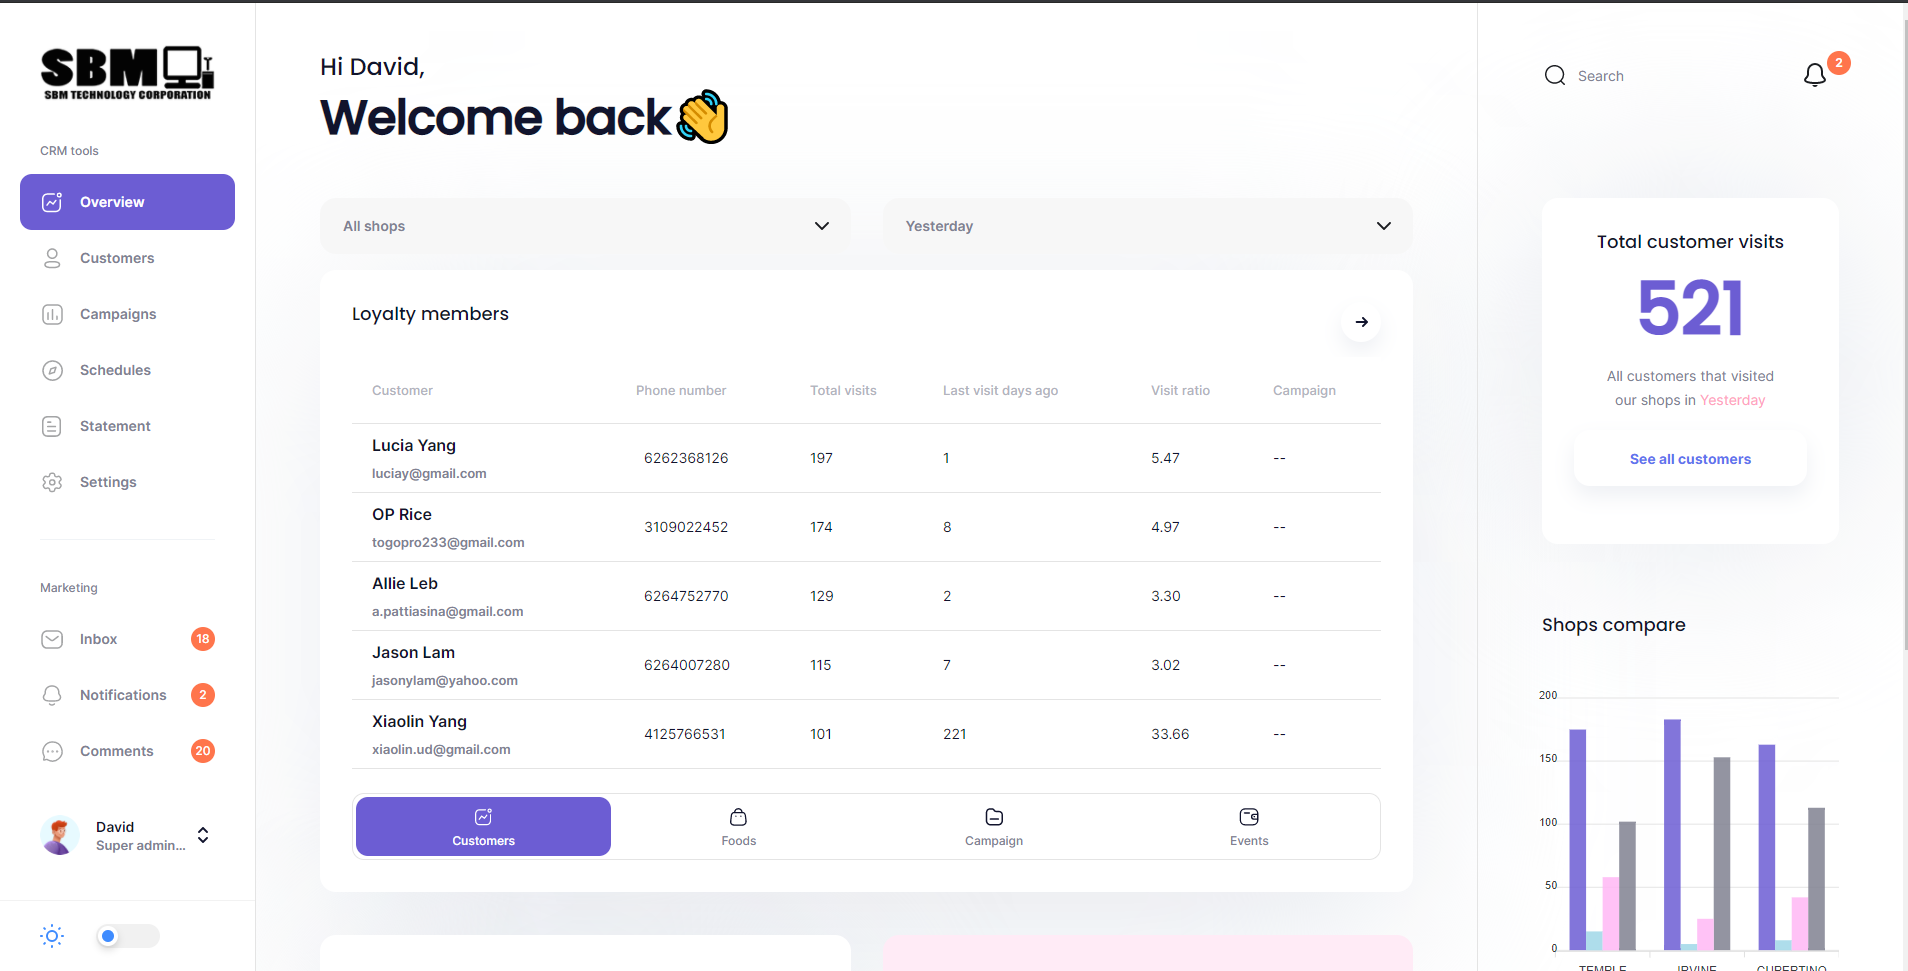 SBM
SBM TECHNOLOGY CORPORATION
CRM tools
Overview
Customers
Campaigns
Schedules
Statement
Settings
Marketing
Inbox 18
Notifications 2
Comments 20
David
Super admin...
Hi David,
Welcome back
All shops
Yesterday
Loyalty members
Customer Phone number Total visits Last visit days ago Visit ratio Campaign
Lucia Yang
luciay@gmail.com
6262368126 197 1 5.47 --
OP Rice
togopro233@gmail.com
3109022452 174 8 4.97 --
Allie Leb
a.pattiasina@gmail.com
6264752770 129 2 3.30 --
Jason Lam
jasonylam@yahoo.com
6264007280 115 7 3.02 --
Xiaolin Yang
xiaolin.ud@gmail.com
4125766531 101 221 33.66 --
Customers
Foods
Campaign
Events
Search
2
Total customer visits
521
All customers that visited
our shops in Yesterday
See all customers
Shops compare
200
150
100
50
0
TEMPLE IRVINE CUPERTINO